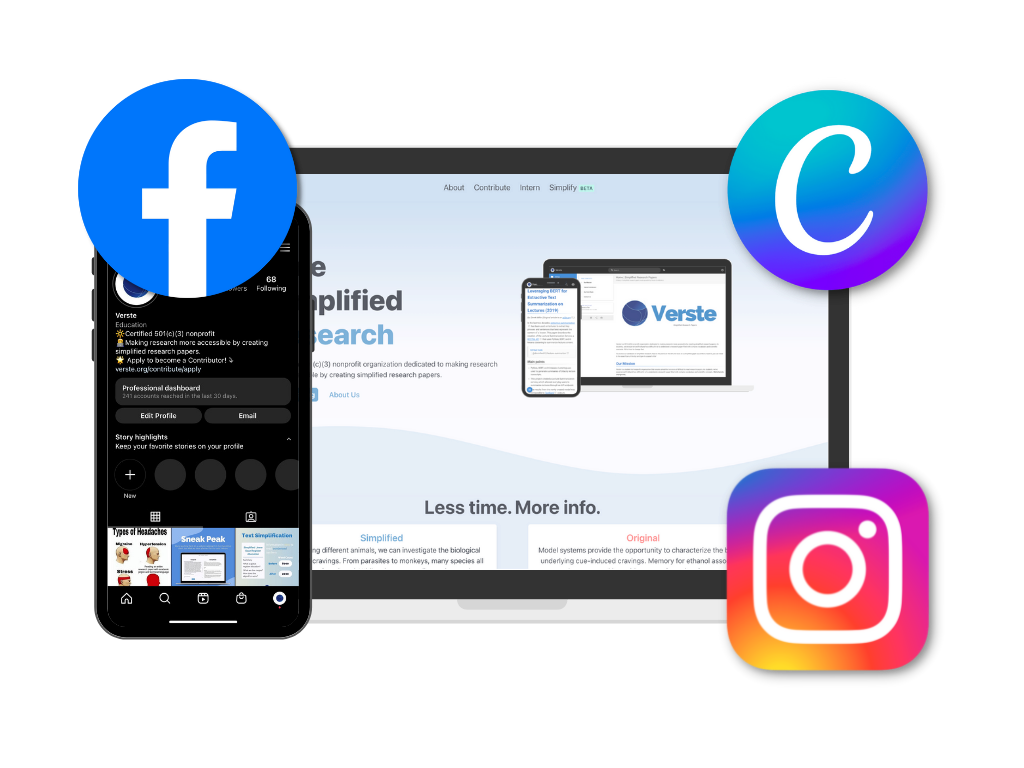 About Contribute Intern Simplify BETA
e
plified
search
(c)(3) nonprofit organization dedicated to making research
le by creating simplified research papers.
About Us
Leveraging BERT for
Extractive Text
Summarization on
Lectures (2019)
Verste
Less time. More info.
Simplified
ng different animals, we can investigate the biological
cravings. From parasites to monkeys, many species all
Original
Model systems provide the opportunity to characterize the
underlying cue-induced cravings. Memory for ethanol asso
68
Following
Verste
Education
🔆Certified 501(c)(3) nonprofit
Making research more accessible by creating
simplified research papers.
🌟 Apply to become a Contributor! ⤵
verste.org/contribute/apply
Professional dashboard
241 accounts reached in the last 30 days.
Edit Profile Email
Story highlights
Keep your favorite stories on your profile
New
Types of Headaches
Migraine Hypertension
Stress
Sneak Peak
Text Simplification
C